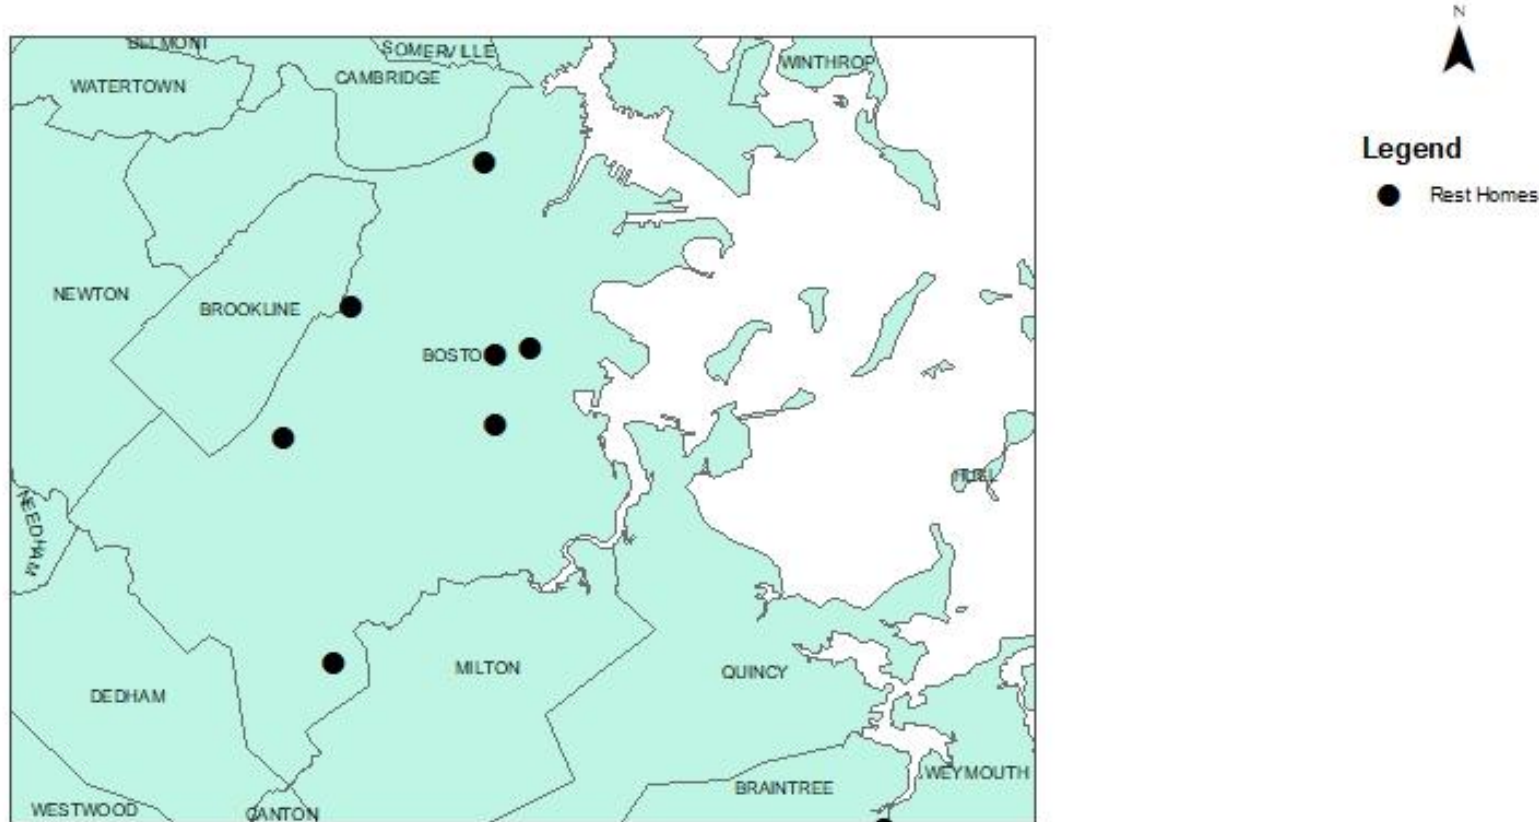 N
BELMONT
SOMERVILLE
WINTHROP
CAMBRIDGE
WATERTOWN
Legend
Rest Homes
NEWTON
BROOKLINE
BOSTO
HULL
NEEDHAM
MILTON
QUINCY
DEDHAM
WEYMOUTH
BRAINTREE
WESTWOOD
CANTON